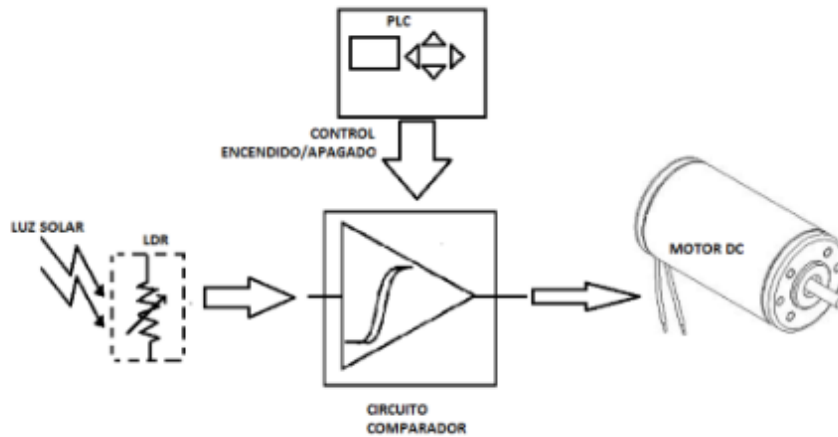 PLC
CONTROL
ENCENDIDO/APAGADO
LUZ SOLAR
LDR
MOTOR DC
CIRCUITO
COMPARADOR